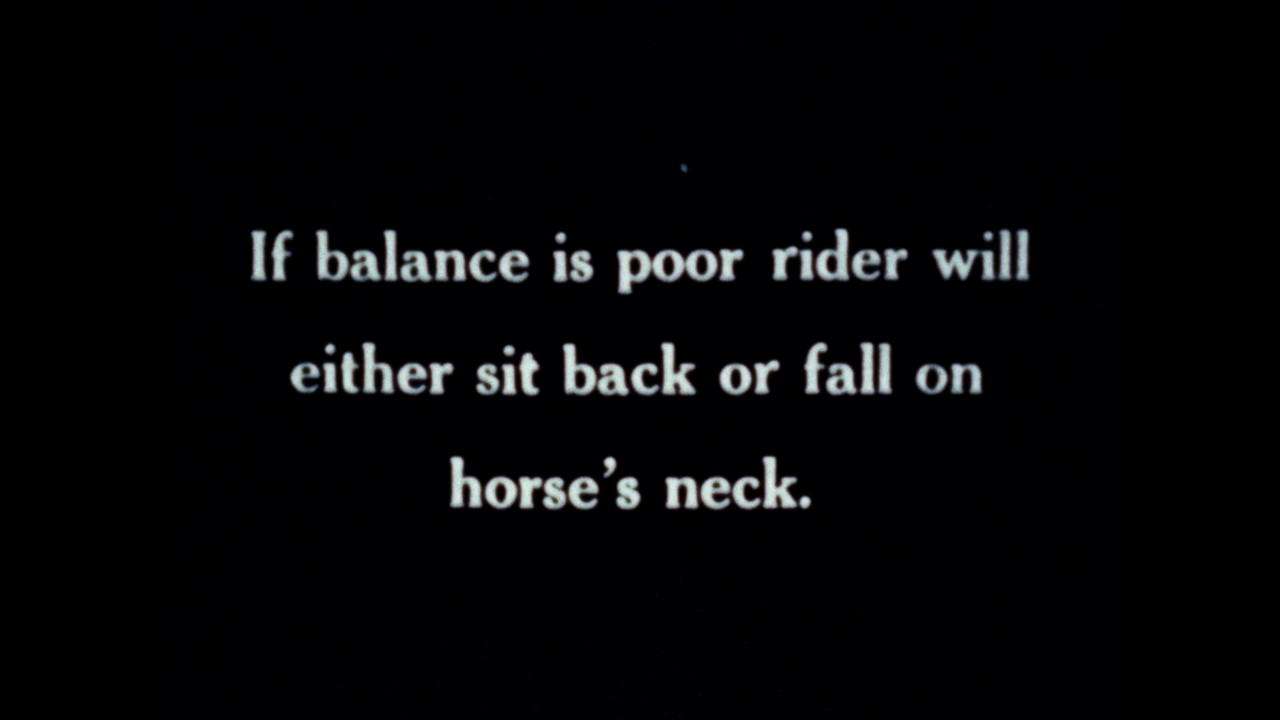 If balance is poor rider will
either sit back or fall on
horse’s neck.